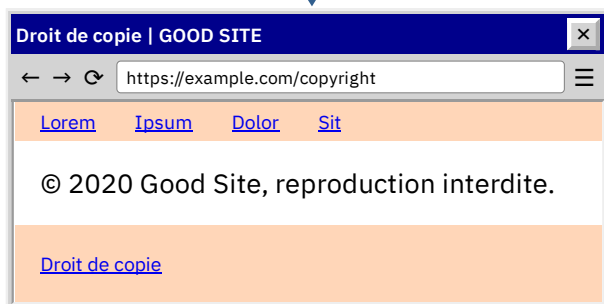 Droit de copie | GOOD SITE
https://example.com/copyright
Lorem Ipsum Dolor Sit
© 2020 Good Site, reproduction interdite.
Droit de copie